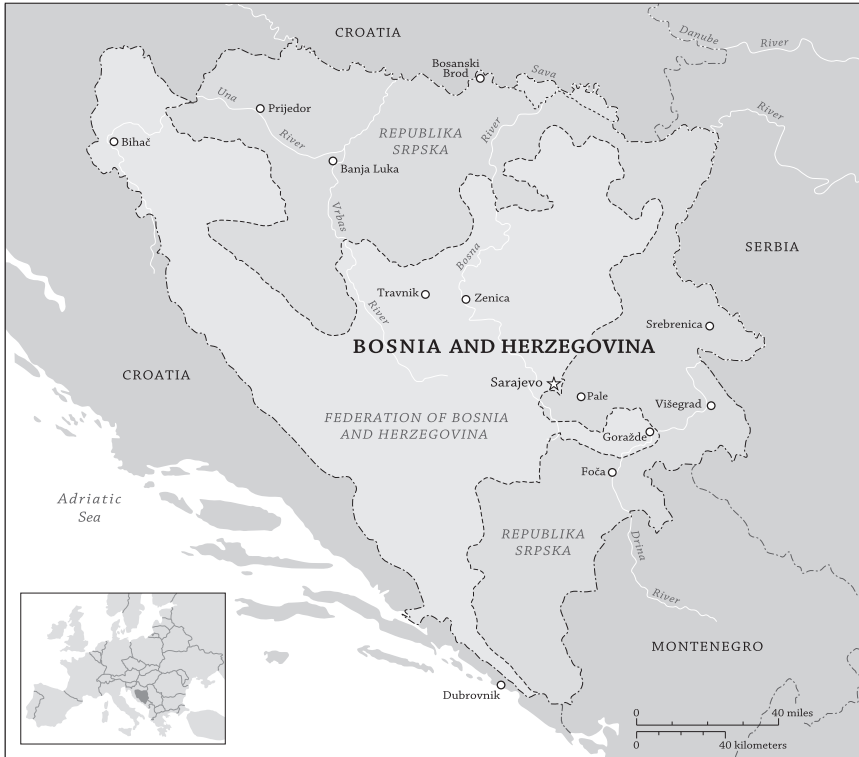 CROATIA
Danube
River
Bosanski
Brod
Sava
River
Una
River
Prijedor
Bihač
REPUBLIKA
SRPSKA
River
Banja Luka
Vrbas
River
Bosna
SERBIA
Travnik
Zenica
Srebrenica
BOSNIA AND HERZEGOVINA
CROATIA
Sarajevo
Pale
Višegrad
FEDERATION OF BOSNIA
AND HERZEGOVINA
Goražde
Foča
Adriatic
Sea
REPUBLIKA
SRPSKA
Drina
River
MONTENEGRO
Dubrovnik
0 40 miles
0 40 kilometers